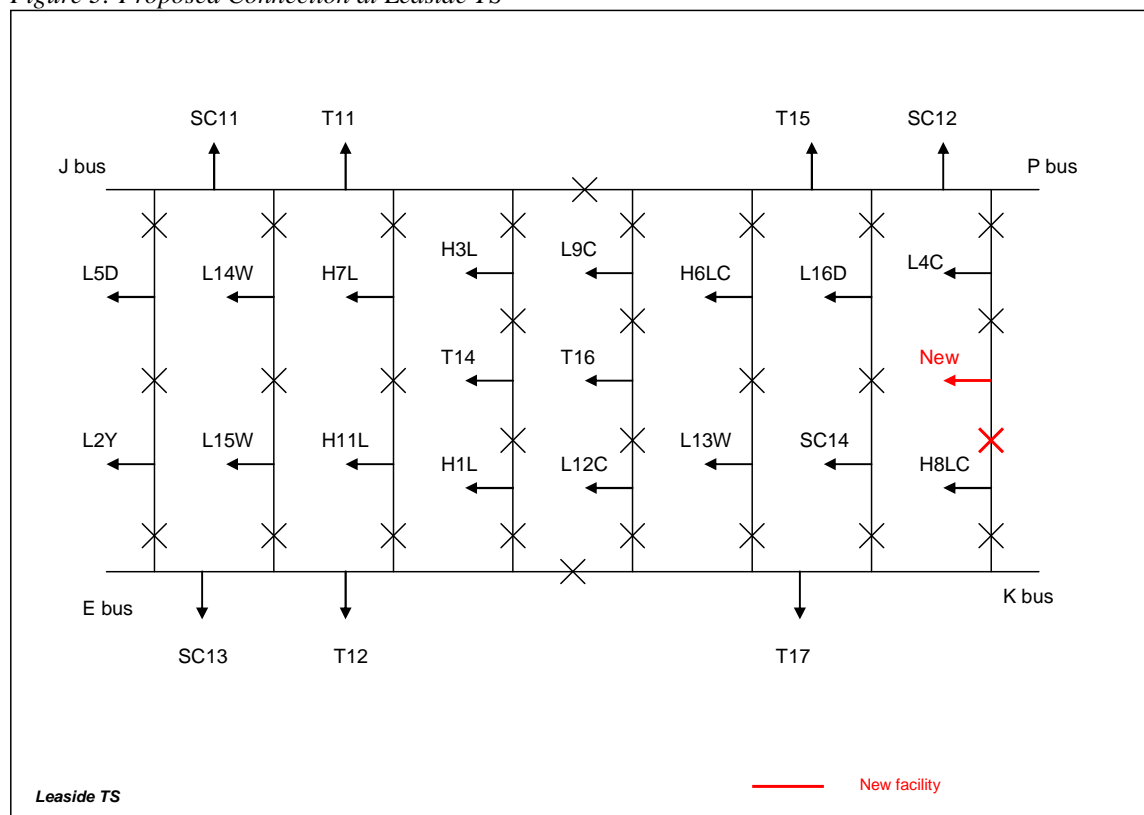 Figure 3: Proposed Connection at Leaside TS
SC11 T11 T15 SC12
J bus P bus
H3L L9C L4C
L5D L14W H7L H6LC L16D
T14 T16 New
L2Y L15W H11L L13W SC14
H1L L12C H8LC
E bus K bus
SC13 T12 T17
Leaside TS New facility